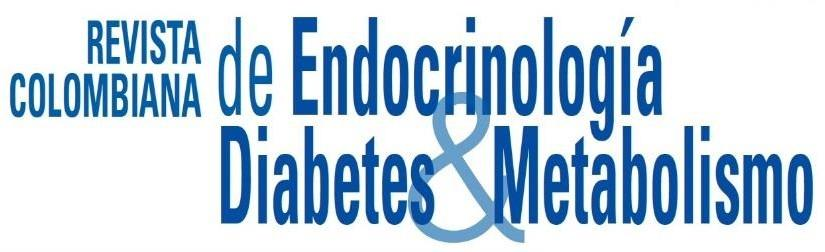 REVISTA
COLOMBIANA de Endocrinología
Diabetes & Metabolismo